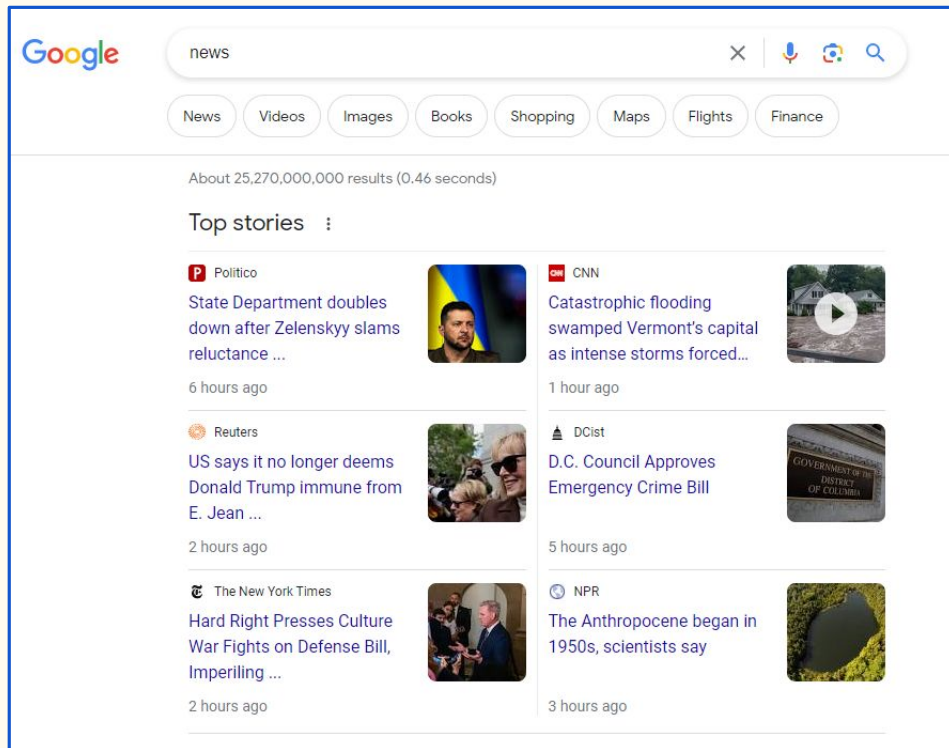 Google
news
News
Videos
Images
Books
Shopping
Maps
Flights
Finance
About 25,270,000,000 results (0.46 seconds)
Top stories
P Politico
State Department doubles
down after Zelenskyy slams
reluctance ...
6 hours ago
CNN CNN
Catastrophic flooding
swamped Vermont's capital
as intense storms forced...
1 hour ago
Reuters
US says it no longer deems
Donald Trump immune from
E. Jean ...
2 hours ago
DCist
D.C. Council Approves
Emergency Crime Bill
5 hours ago
GOVERNMENT OF THE
DISTRICT
OF COLUMBIA
T The New York Times
Hard Right Presses Culture
War Fights on Defense Bill,
Imperiling ...
2 hours ago
NPR
The Anthropocene began in
1950s, scientists say
3 hours ago